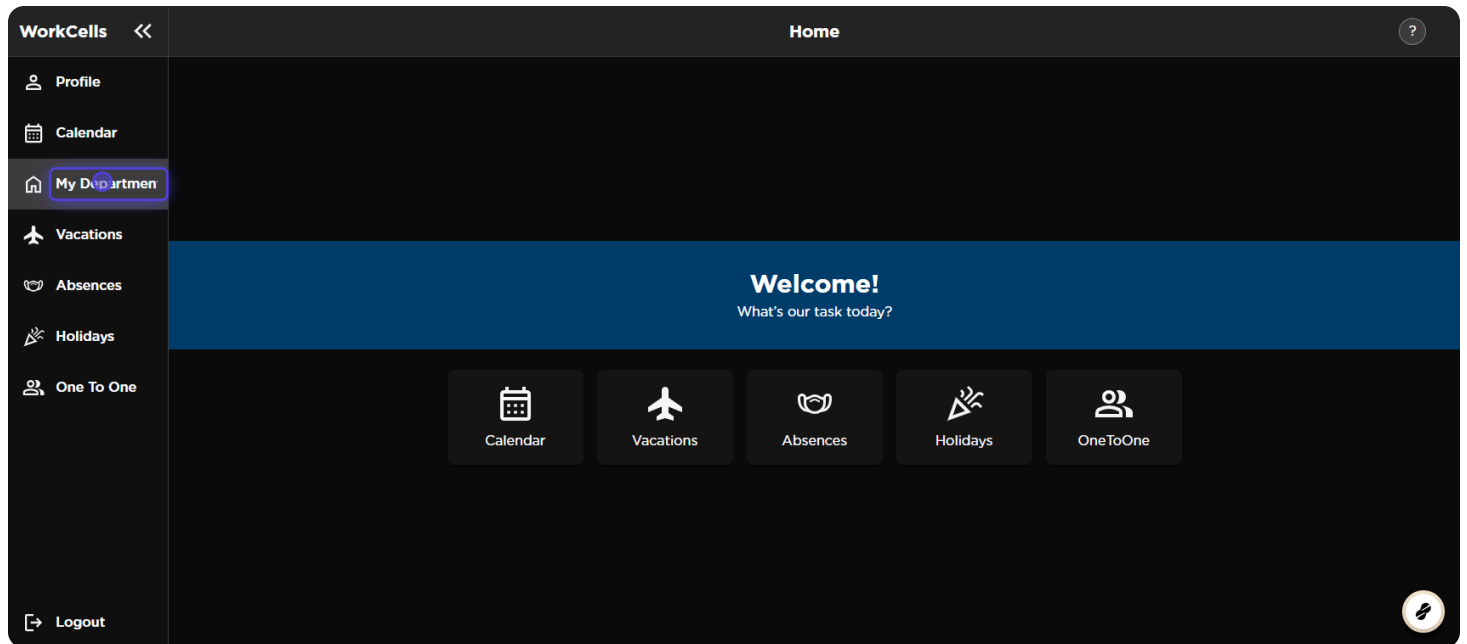 WorkCells
Home
?
Profile
Calendar
My Departmen
Vacations
Absences
Holidays
One To One
Logout
Welcome!
What's our task today?
Calendar
Vacations
Absences
Holidays
OneToOne